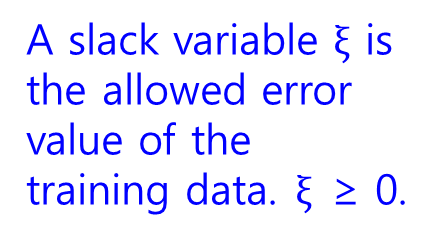 A slack variable ξ is
the allowed error
value of the
training data. ξ ≥ 0.